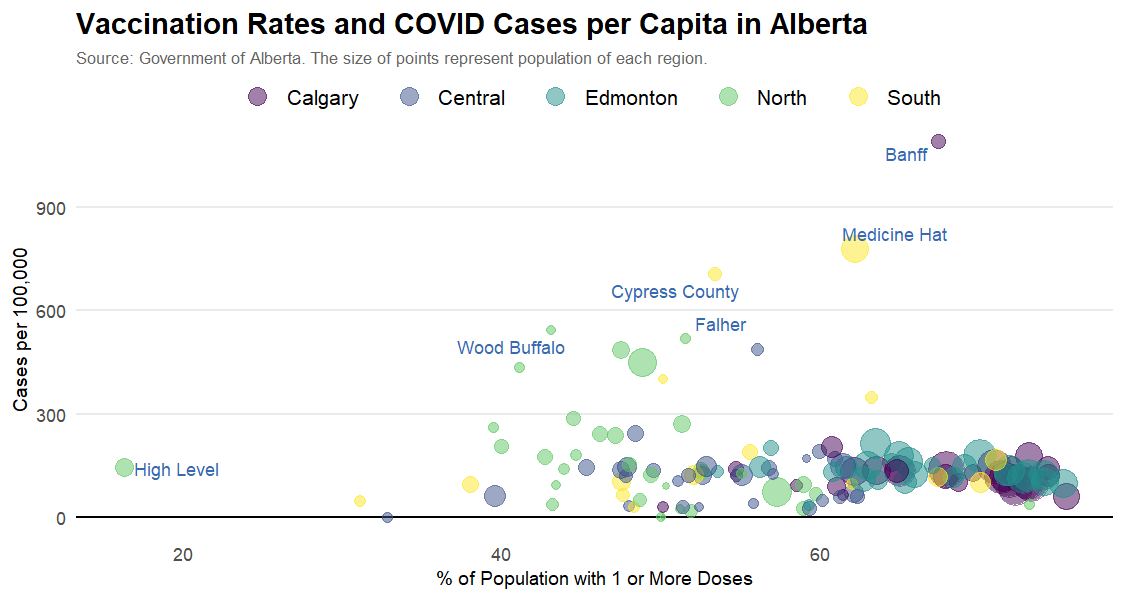 Vaccination Rates and COVID Cases per Capita in Alberta
Source: Government of Alberta. The size of points represent population of each region.
Calgary Central Edmonton North South
Banff
900
Medicine Hat
Cypress County
600
Falher
Wood Buffalo
Cases per 100,000
300
High Level
0
20 40 60
% of Population with 1 or More Doses